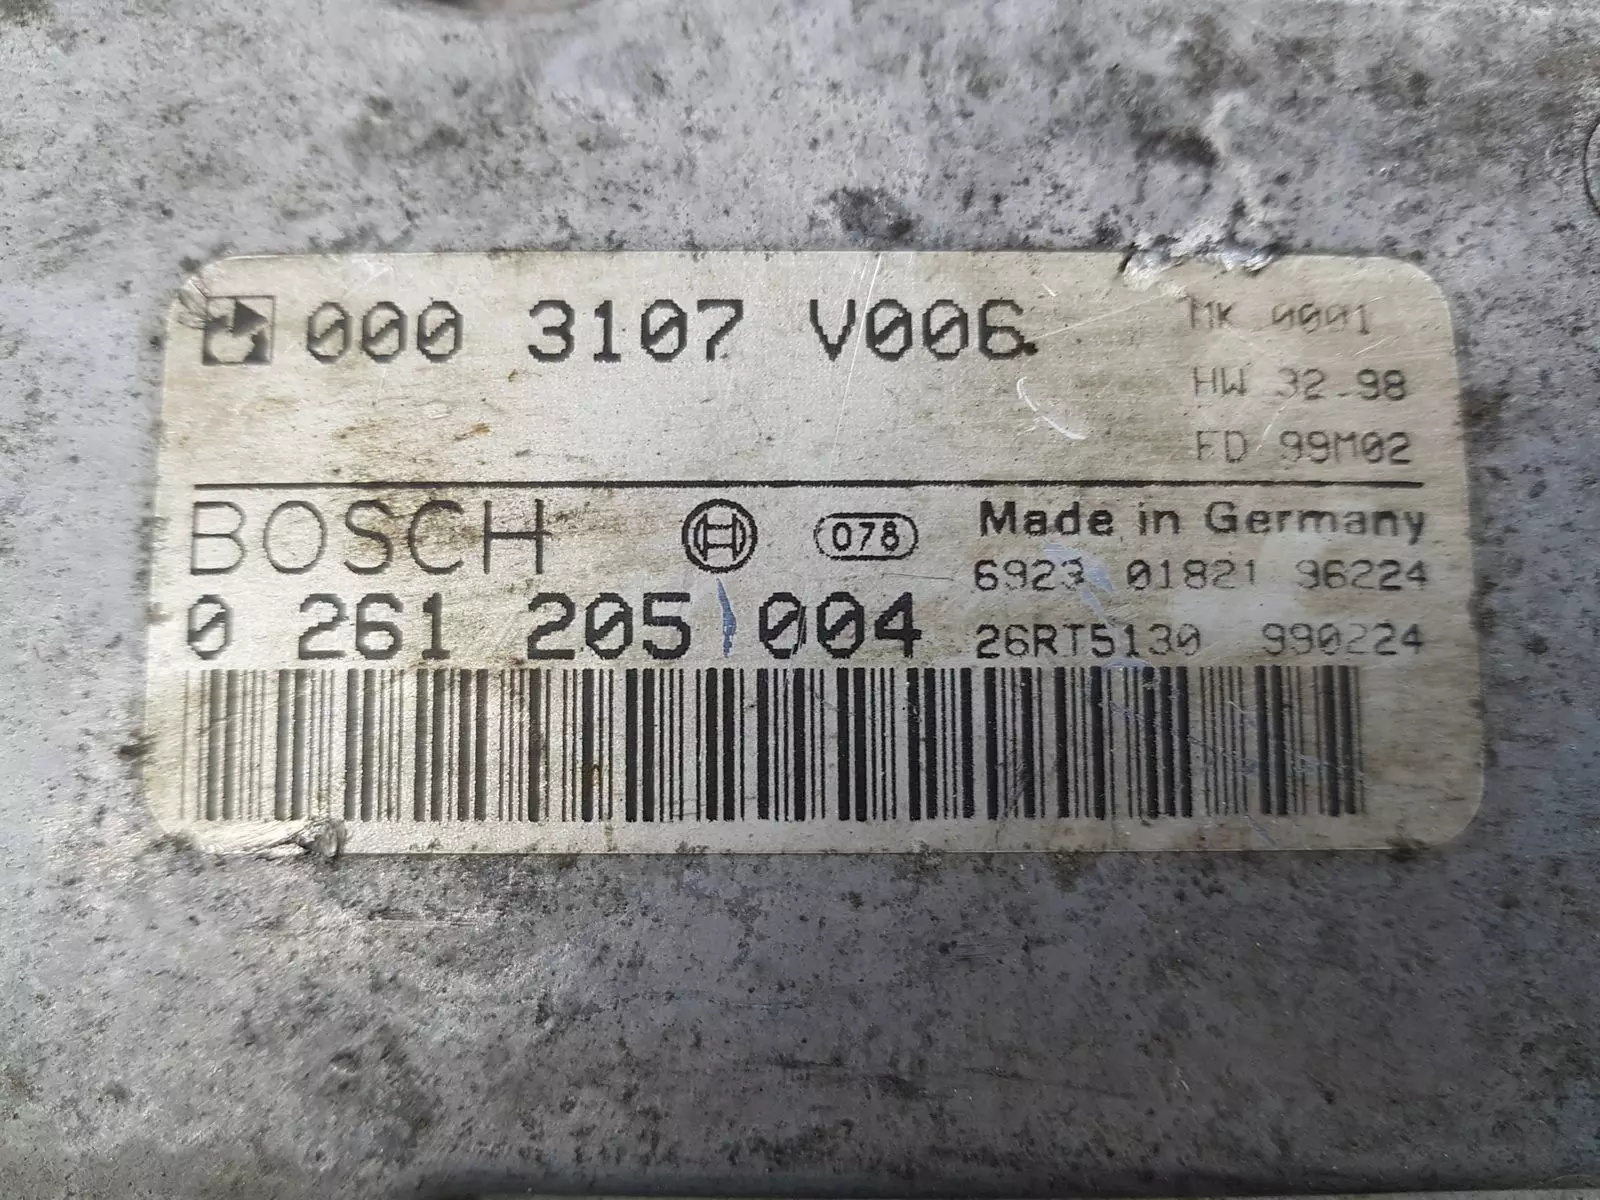 000 3107 V006
MK 0001
HW 32-98
FD 99M02
BOSCH
078
Made in Germany
6923 01821 96224
0 261 205 004
26RT5130 990224